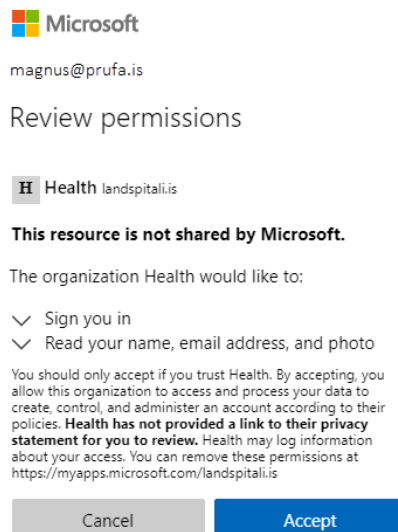 Microsoft
magnus@prufa.is
Review permissions
H Health landspitali.is
This resource is not shared by Microsoft.
The organization Health would like to:
Sign you in
Read your name, email address, and photo
You should only accept if you trust Health. By accepting, you
allow this organization to access and process your data to
create, control, and administer an account according to their
policies. Health has not provided a link to their privacy
statement for you to review. Health may log information
about your access. You can remove these permissions at
https://myapps.microsoft.com/landspitali.is
Cancel Accept